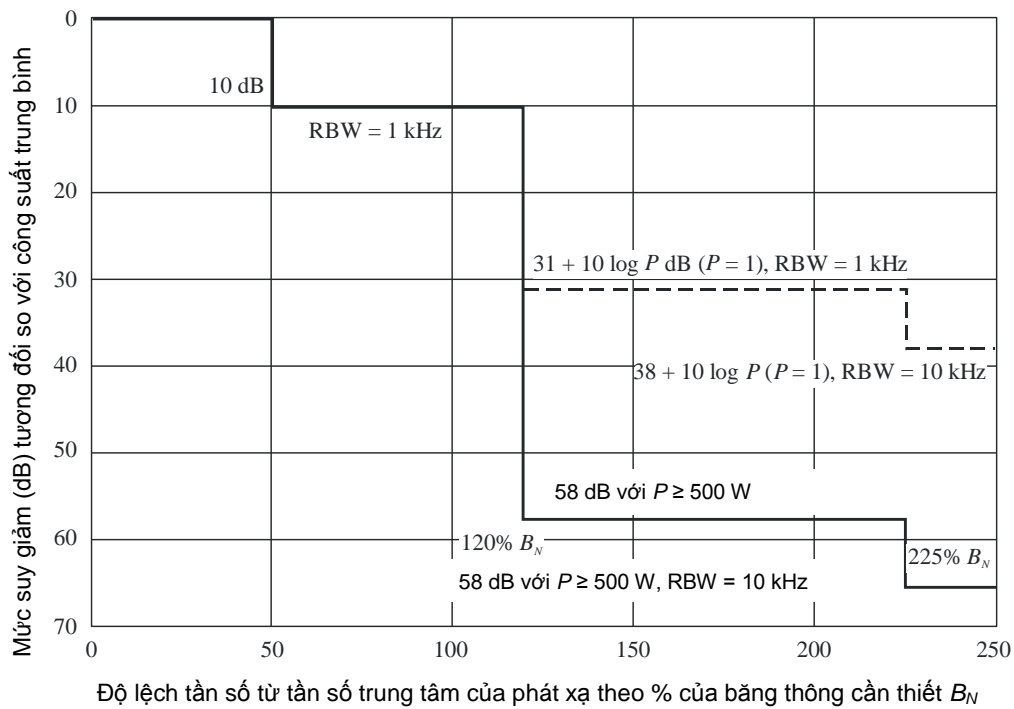 Mức suy giảm (dB) tương đối so với công suất trung bình
0
10
20
30
40
50
60
70
10 dB
RBW = 1 kHz
31 + 10 log P dB (P = 1), RBW = 1 kHz
38 + 10 log P (P = 1), RBW = 10 kHz
58 dB với P ≥ 500 W
120% B_N
225% B_N
58 dB với P ≥ 500 W, RBW = 10 kHz
0
50
100
150
200
250
Độ lệch tần số từ tần số trung tâm của phát xạ theo % của băng thông cần thiết B_N